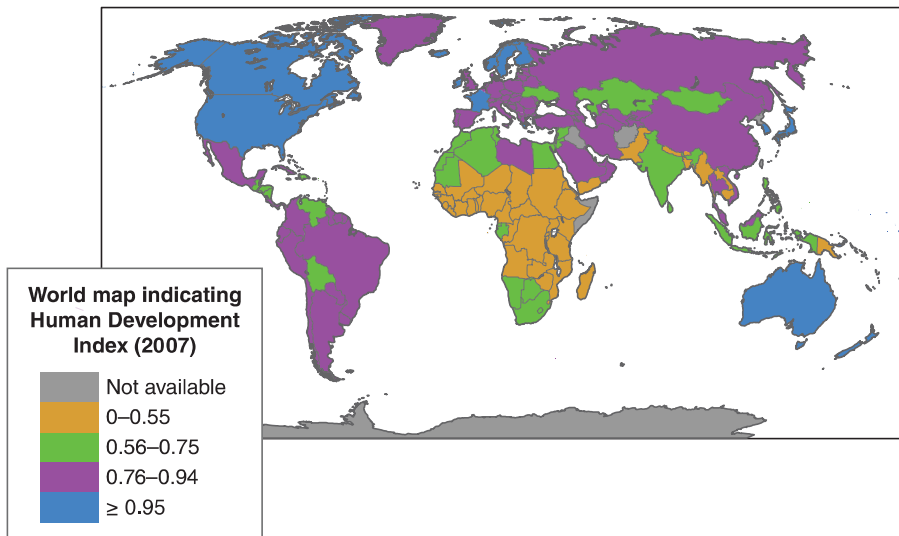 World map indicating
Human Development
Index (2007)
Not available
0–0.55
0.56–0.75
0.76–0.94
≥ 0.95